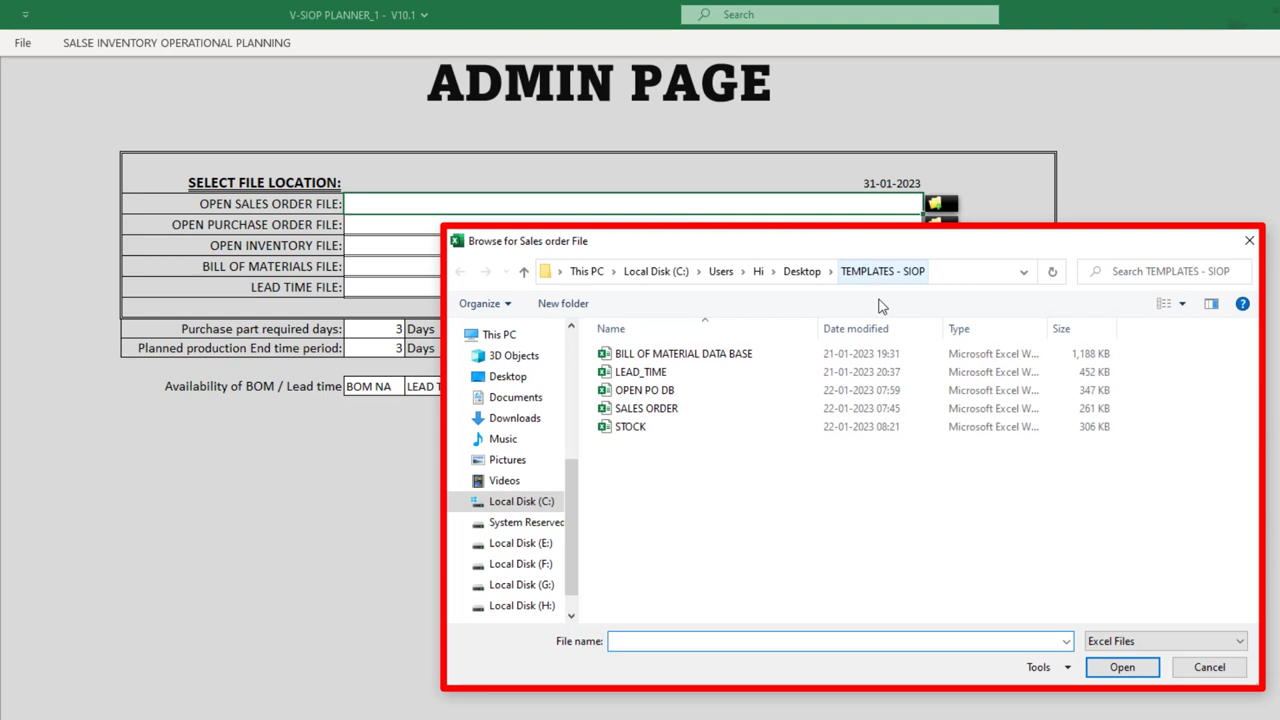 V-SIOP PLANNER_1 - V10.1
Search
File SALSE INVENTORY OPERATIONAL PLANNING
ADMIN PAGE
SELECT FILE LOCATION: 31-01-2023
OPEN SALES ORDER FILE:
OPEN PURCHASE ORDER FILE:
OPEN INVENTORY FILE:
BILL OF MATERIALS FILE:
LEAD TIME FILE:
Purchase part required days: 3 Days
Planned production End time period: 3 Days
Availability of BOM / Lead time BOM NA LEAD T
Browse for Sales order File
This PC > Local Disk (C:) > Users > Hi > Desktop > TEMPLATES - SIOP
Search TEMPLATES - SIOP
Organize New folder
This PC
3D Objects
Desktop
Documents
Downloads
Music
Pictures
Videos
Local Disk (C:)
System Reserved
Local Disk (E:)
Local Disk (F:)
Local Disk (G:)
Local Disk (H:)
Name Date modified Type Size
BILL OF MATERIAL DATA BASE 21-01-2023 19:31 Microsoft Excel W... 1,188 KB
LEAD_TIME 21-01-2023 20:37 Microsoft Excel W... 452 KB
OPEN PO DB 22-01-2023 07:59 Microsoft Excel W... 347 KB
SALES ORDER 22-01-2023 07:45 Microsoft Excel W... 261 KB
STOCK 22-01-2023 08:21 Microsoft Excel W... 306 KB
File name: Excel Files
Tools Open Cancel